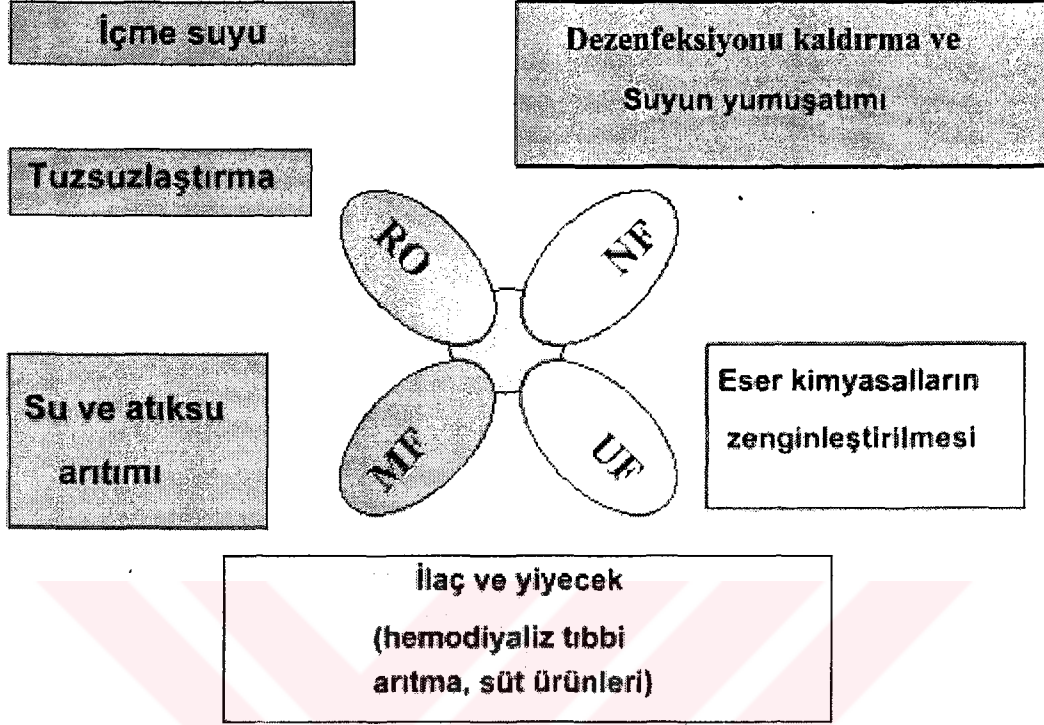 İçme suyu
Dezenfeksiyonu kaldırma ve
Suyun yumuşatımı
Tuzsuzlaştırma
RO
NF
Su ve atıksu
arıtımı
MF
UF
Eser kimyasalların
zenginleştirilmesi
İlaç ve yiyecek
(hemodiyaliz tıbbi
arıtma, süt ürünleri)